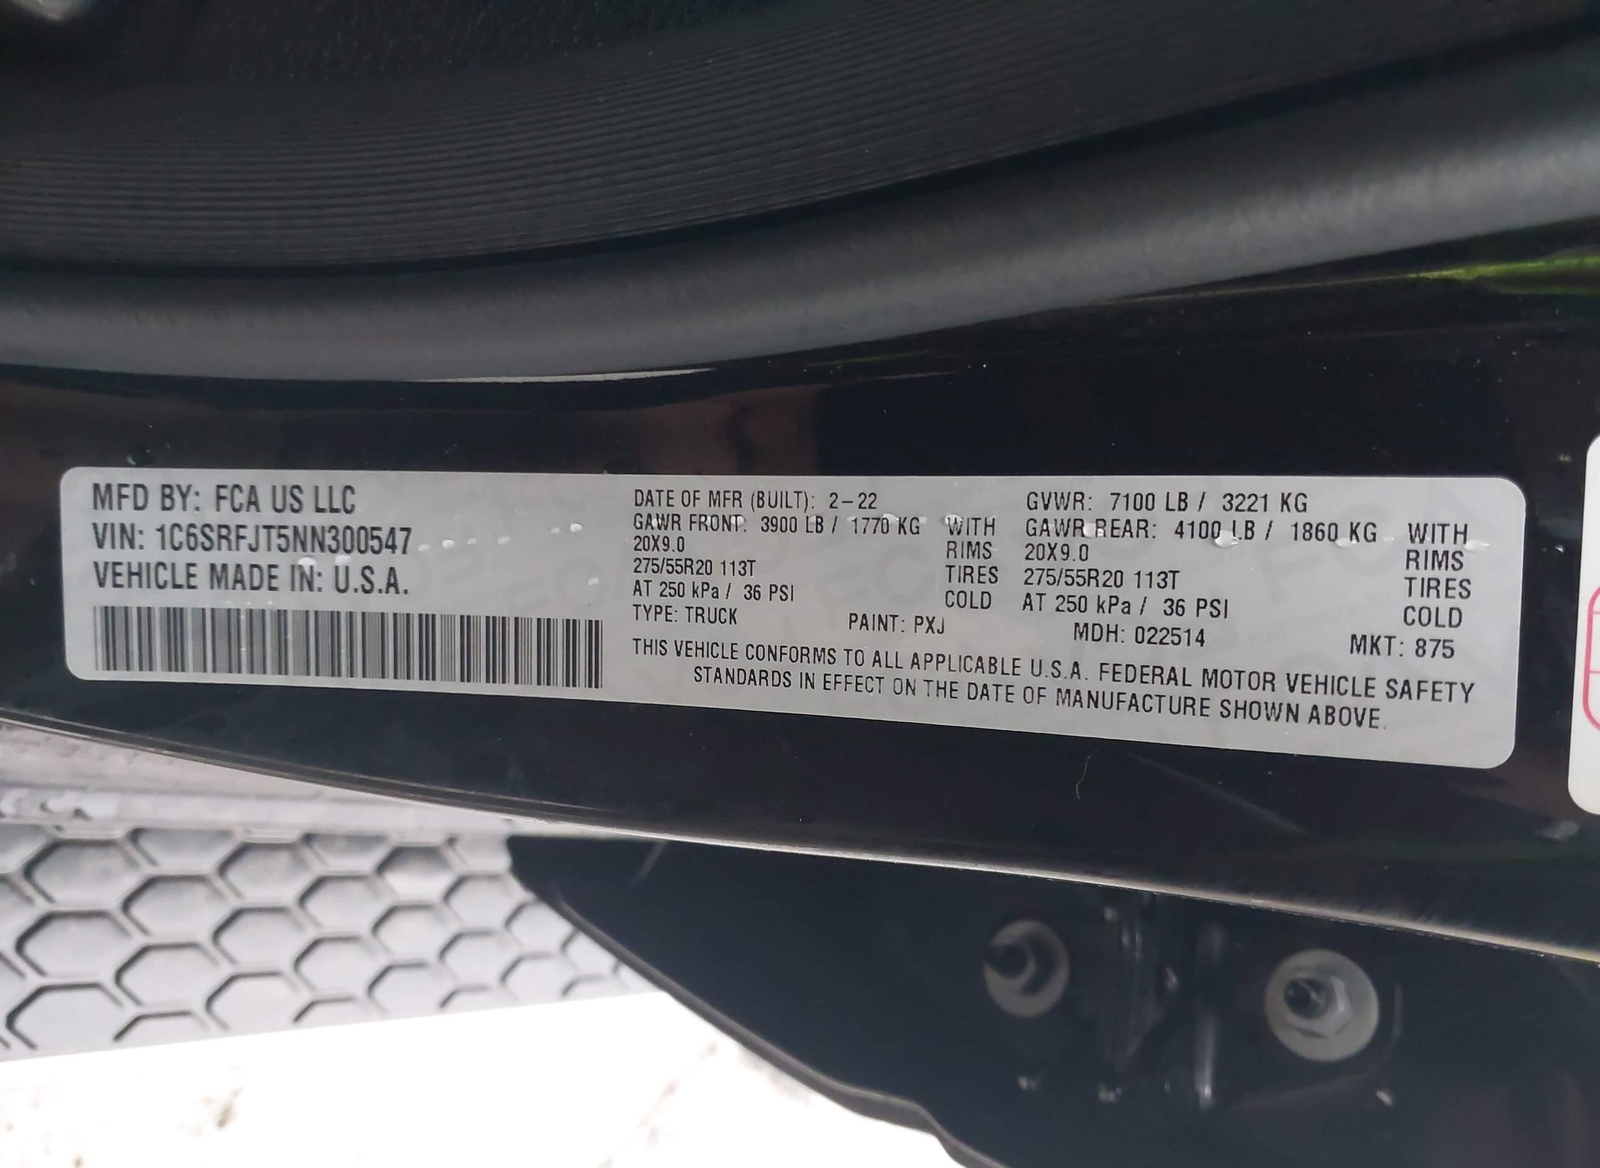 MFD BY: FCA US LLC
VIN: 1C6SRFJT5NN300547
VEHICLE MADE IN: U.S.A.
DATE OF MFR (BUILT): 2-22
GAWR FRONT: 3900 LB / 1770 KG WITH
20X9.0 RIMS
275/55R20 113T TIRES
AT 250 kPa / 36 PSI COLD
TYPE: TRUCK PAINT: PXJ
GVWR: 7100 LB / 3221 KG
GAWR REAR: 4100 LB / 1860 KG WITH
20X9.0 RIMS
275/55R20 113T TIRES
AT 250 kPa / 36 PSI COLD
MDH: 022514 MKT: 875
THIS VEHICLE CONFORMS TO ALL APPLICABLE U.S.A. FEDERAL MOTOR VEHICLE SAFETY
STANDARDS IN EFFECT ON THE DATE OF MANUFACTURE SHOWN ABOVE.